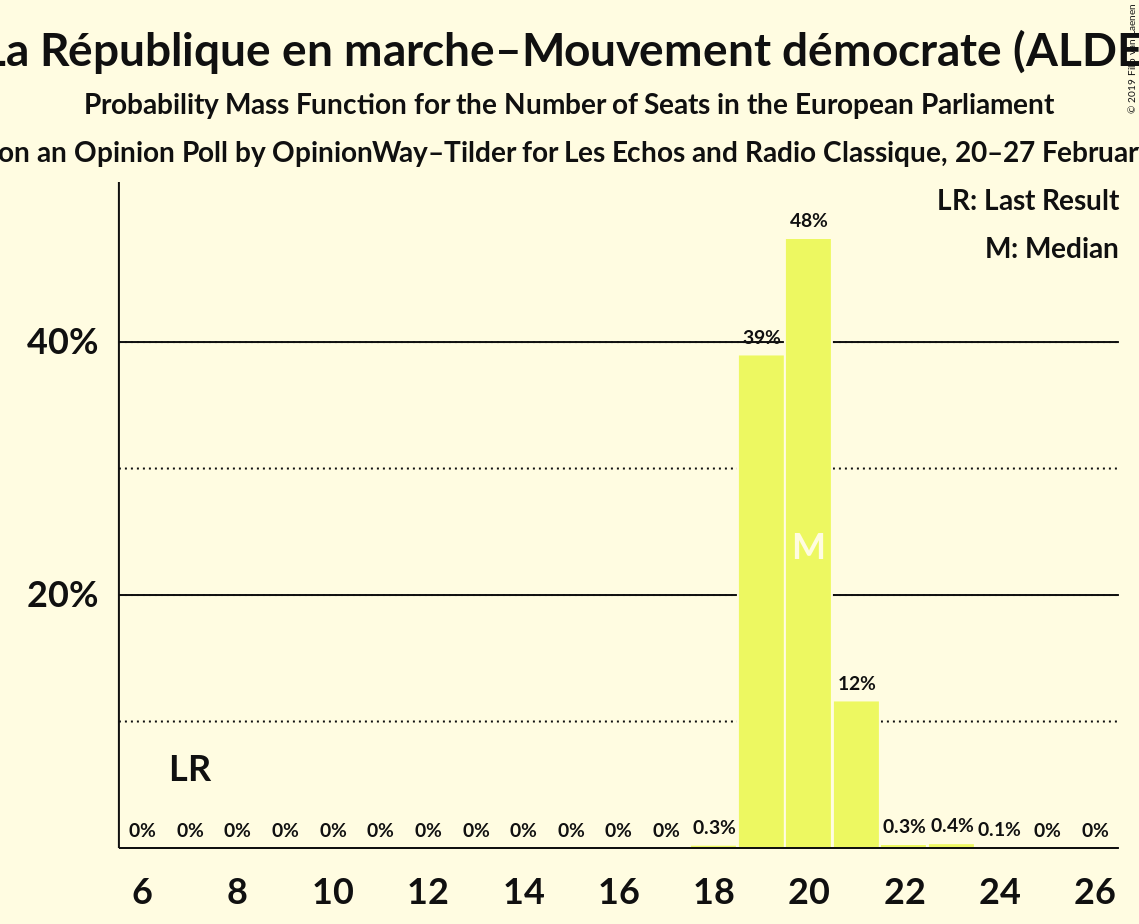 La République en marche–Mouvement démocrate (ALDE
Probability Mass Function for the Number of Seats in the European Parliament
on an Opinion Poll by OpinionWay–Tilder for Les Echos and Radio Classique, 20–27 Februar
© 2019 Filip van Laenen
LR: Last Result
M: Median
48%
40%
39%
M
20%
12%
LR
0% 0% 0% 0% 0% 0% 0% 0% 0% 0% 0% 0% 0.3% 0.3% 0.4% 0.1% 0% 0%
6 8 10 12 14 16 18 20 22 24 26